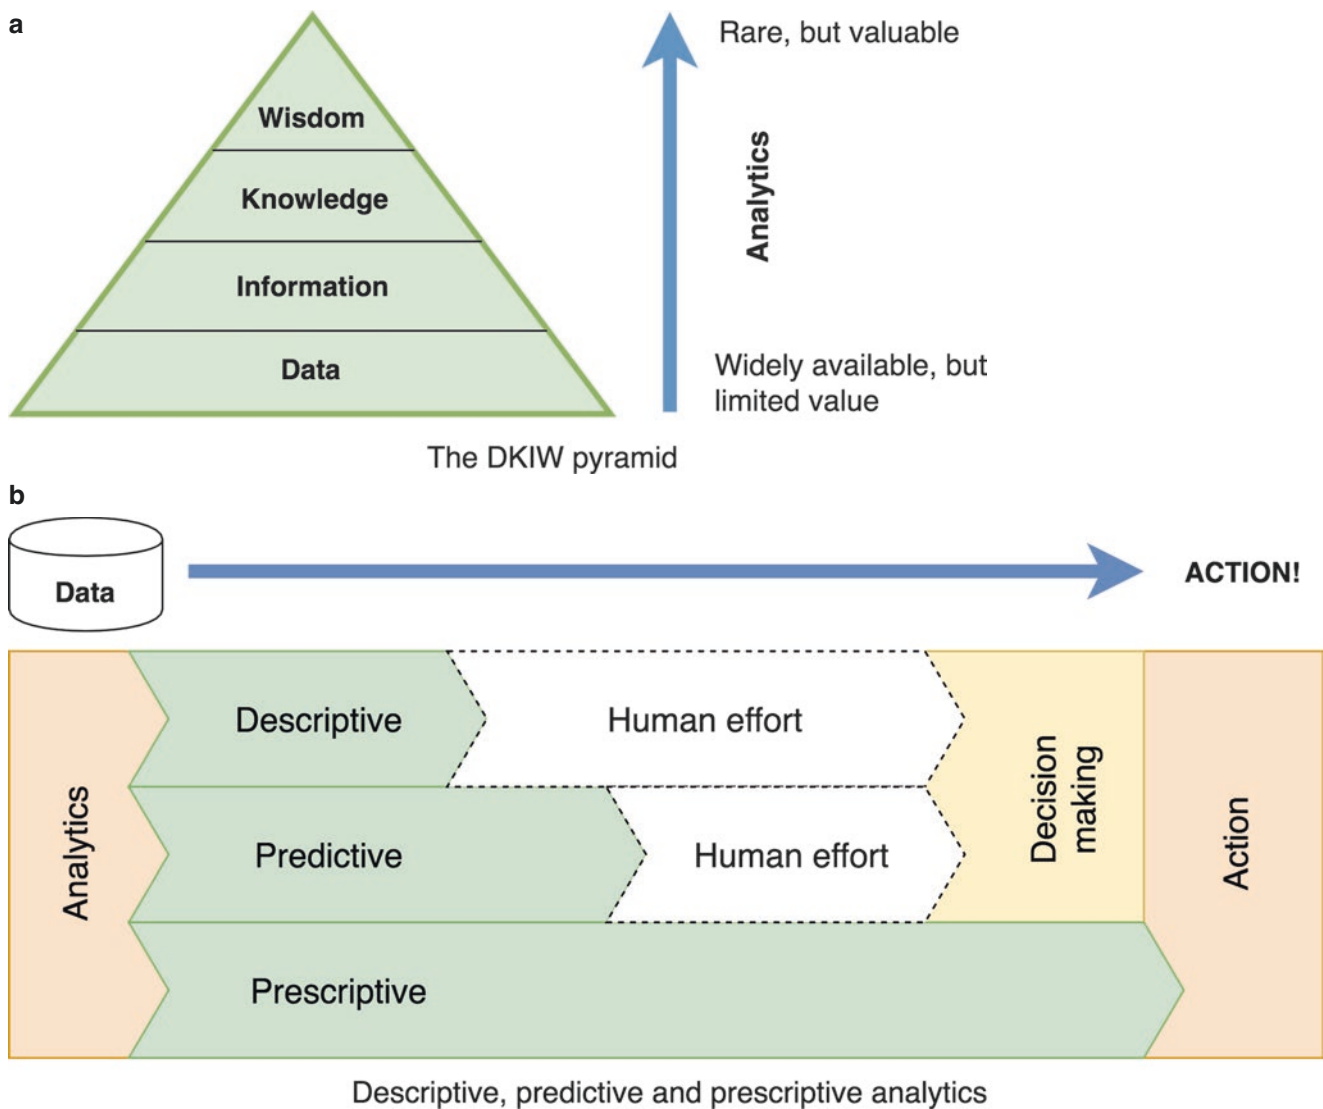 a
Rare, but valuable
Wisdom
Knowledge
Analytics
Information
Data
Widely available, but
limited value
The DKIW pyramid
b
Data
ACTION!
Analytics
Descriptive
Human effort
Predictive
Human effort
Decision
making
Action
Prescriptive
Descriptive, predictive and prescriptive analytics